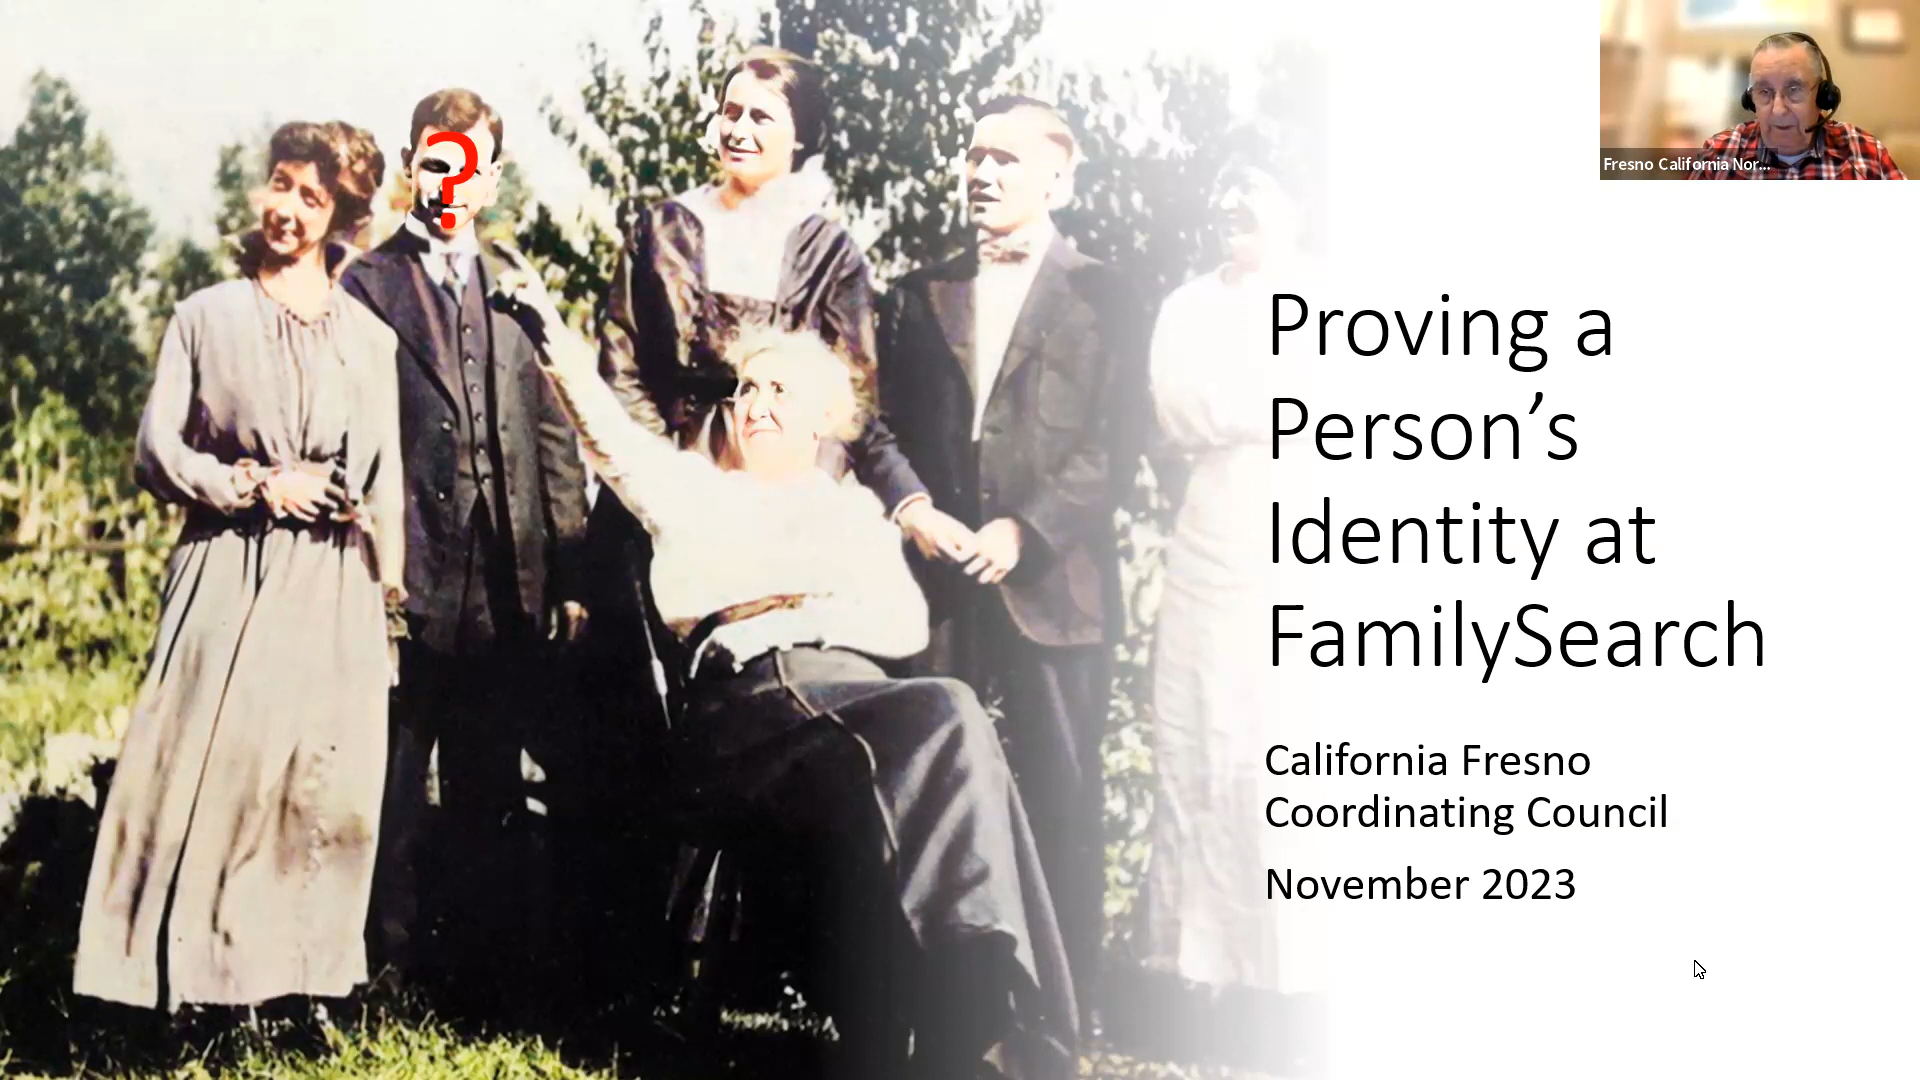 ?
Fresno California Nor...
Proving a
Person’s
Identity at
FamilySearch
California Fresno
Coordinating Council
November 2023